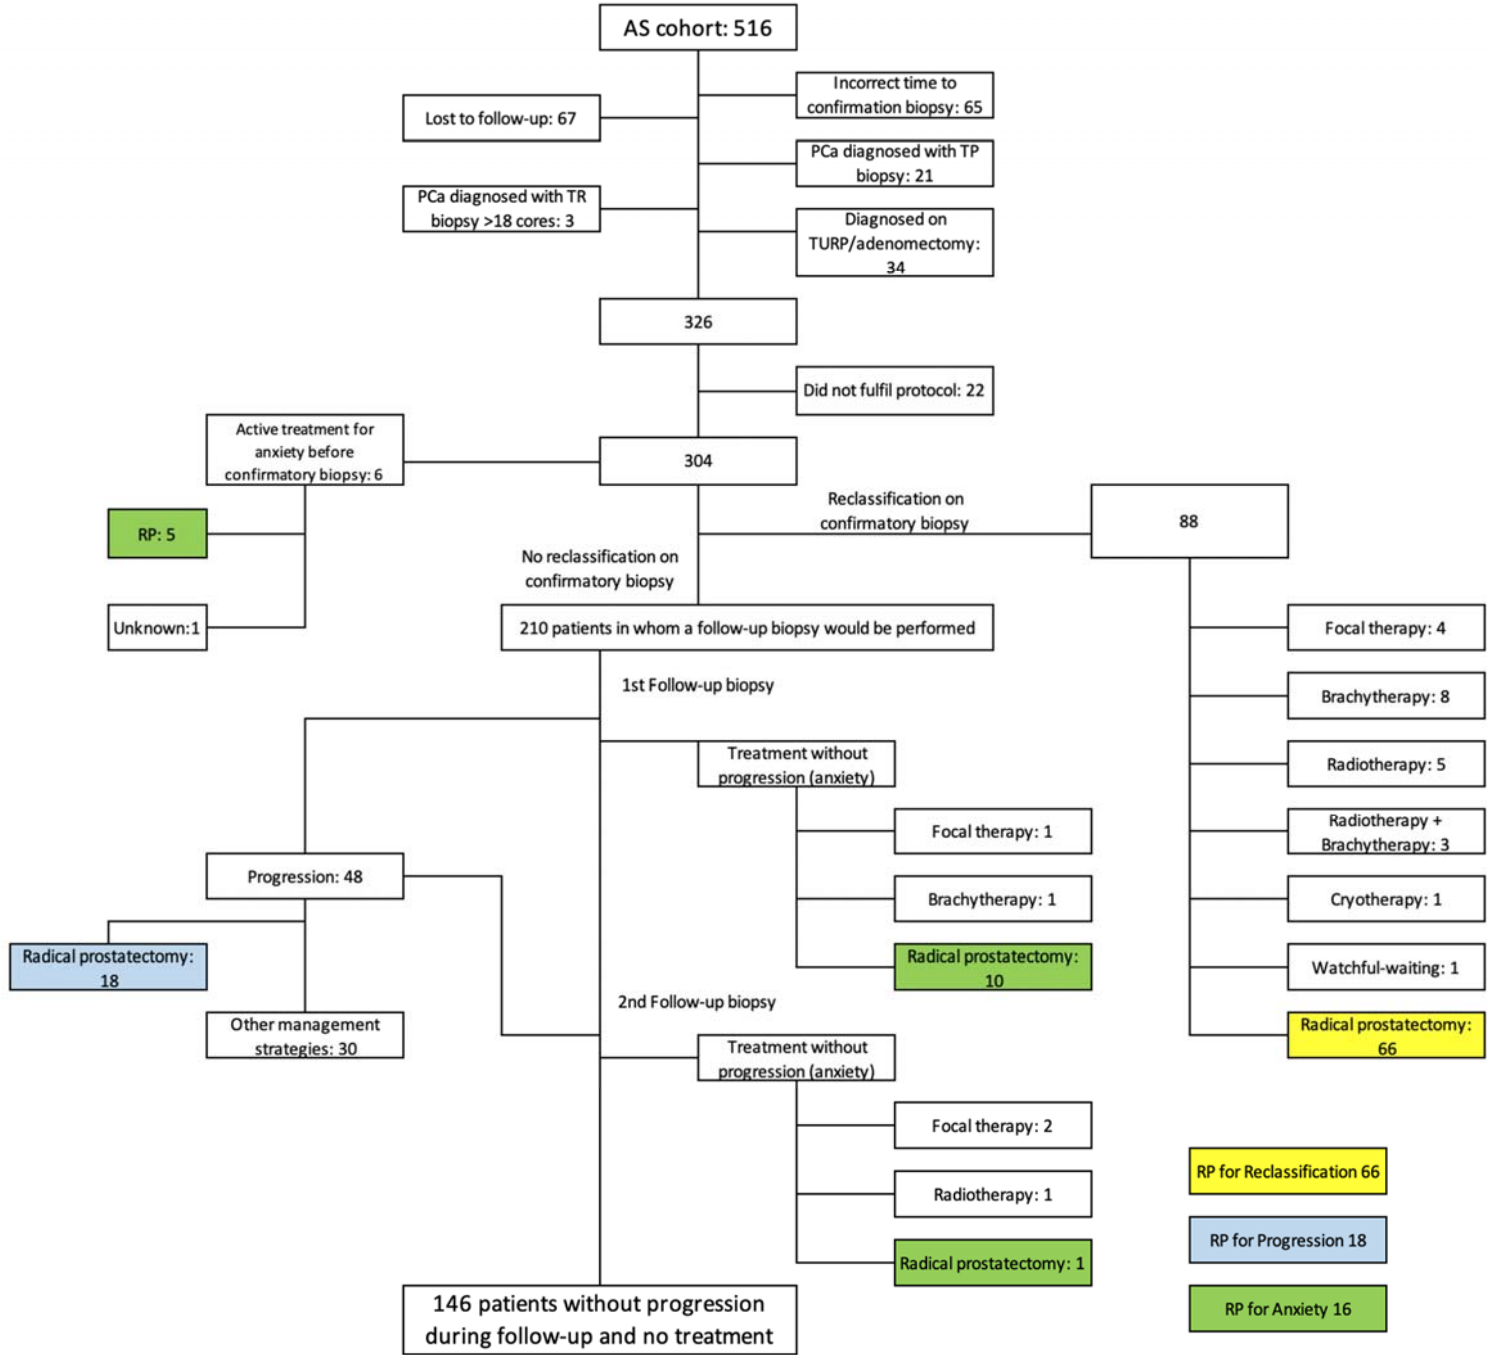 AS cohort: 516
Incorrect time to
confirmation biopsy: 65
Lost to follow-up: 67
PCa diagnosed with TP
biopsy: 21
PCa diagnosed with TR
biopsy >18 cores: 3
Diagnosed on
TURP/adenomectomy:
34
326
Did not fulfil protocol: 22
Active treatment for
anxiety before
confirmatory biopsy: 6
304
Reclassification on
confirmatory biopsy
88
RP: 5
No reclassification on
confirmatory biopsy
Unknown:1
210 patients in whom a follow-up biopsy would be performed
Focal therapy: 4
1st Follow-up biopsy
Brachytherapy: 8
Treatment without
progression (anxiety)
Radiotherapy: 5
Focal therapy: 1
Radiotherapy +
Brachytherapy: 3
Progression: 48
Brachytherapy: 1
Cryotherapy: 1
Radical prostatectomy:
18
Radical prostatectomy:
10
Watchful-waiting: 1
2nd Follow-up biopsy
Other management
strategies: 30
Radical prostatectomy:
66
Treatment without
progression (anxiety)
Focal therapy: 2
RP for Reclassification 66
Radiotherapy: 1
RP for Progression 18
Radical prostatectomy: 1
146 patients without progression
during follow-up and no treatment
RP for Anxiety 16